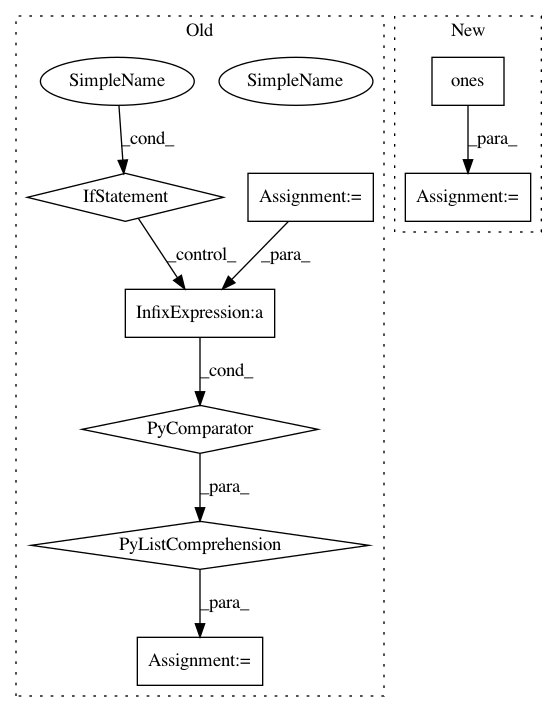 Old
New
SimpleName
SimpleName
ones
_cond_
_para_
IfStatement
Assignment:=
Assignment:=
_control_
_para_
InfixExpression:a
_cond_
PyComparator
_para_
PyListComprehension
_para_
Assignment:=